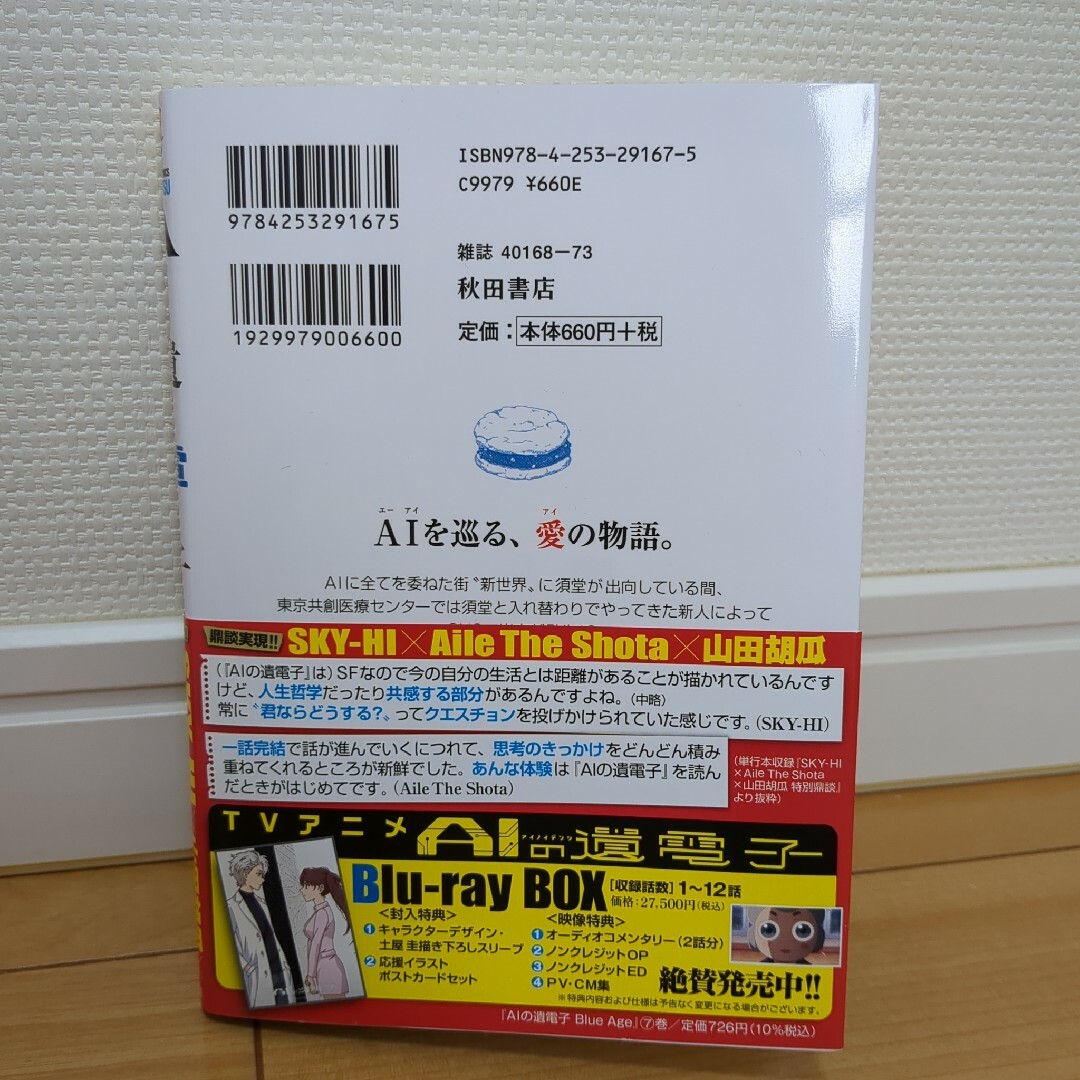 ISBN978-4-253-29167-5
C9979 ¥660E
9784253291675
雑誌 40168-73
秋田書店
1929979006600
定価：本体660円+税
エー アイ アイ
AIを巡る、愛の物語。
AIに全てを委ねた街〝新世界〟に須堂が出向している間、
東京共創医療センターでは須堂と入れ替わりでやってきた新人によって
鼎談実現!! SKY-HI×Aile The Shota×山田胡瓜
(『AIの遺電子』は)SFなので今の自分の生活とは距離があることが描かれているんです
けど、人生哲学だったり共感する部分があるんですよね。(中略)
常に〝君ならどうする?〟ってクエスチョンを投げかけられていた感じです。(SKY-HI)
一話完結で話が進んでいくにつれて、思考のきっかけをどんどん積み
重ねてくれるところが新鮮でした。あんな体験は『AIの遺電子』を読ん
だときがはじめてです。(Aile The Shota)
(単行本収録『SKY-HI
×Aile The Shota
×山田胡瓜 特別鼎談』
より抜粋)
TVアニメ AIの遺電子
アイノイデンシ
Blu-ray BOX
[収録話数]1〜12話
価格:27,500円(税込)
<封入特典>
1 キャラクターデザイン・
土屋 圭描き下ろしスリーブ
2 応援イラスト
ポストカードセット
<映像特典>
1 オーディオコメンタリー(2話分)
2 ノンクレジットOP
3 ノンクレジットED
4 PV・CM集
絶賛発売中!!
※特典内容および仕様は予告なく変更になる場合がございます。
『AIの遺電子 Blue Age』⑦巻／定価726円(10%税込)